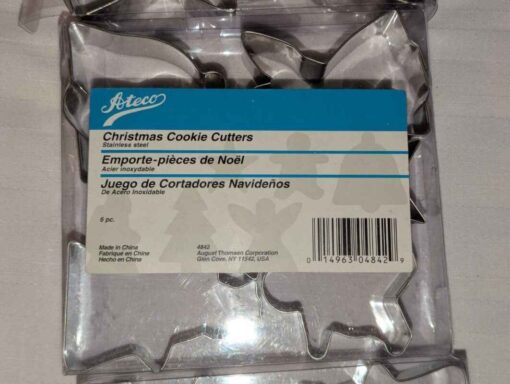 Ateco
Christmas Cookie Cutters
Stainless steel
Emporte-pièces de Noël
Acier inoxydable
Juego de Cortadores Navideños
De Acero Inoxidable
6 pc.
Made in China
Fabriqué en Chine
Hecho en China
4842
August Thomsen Corporation
Glen Cove, NY 11542, USA
0 14963 04842 9